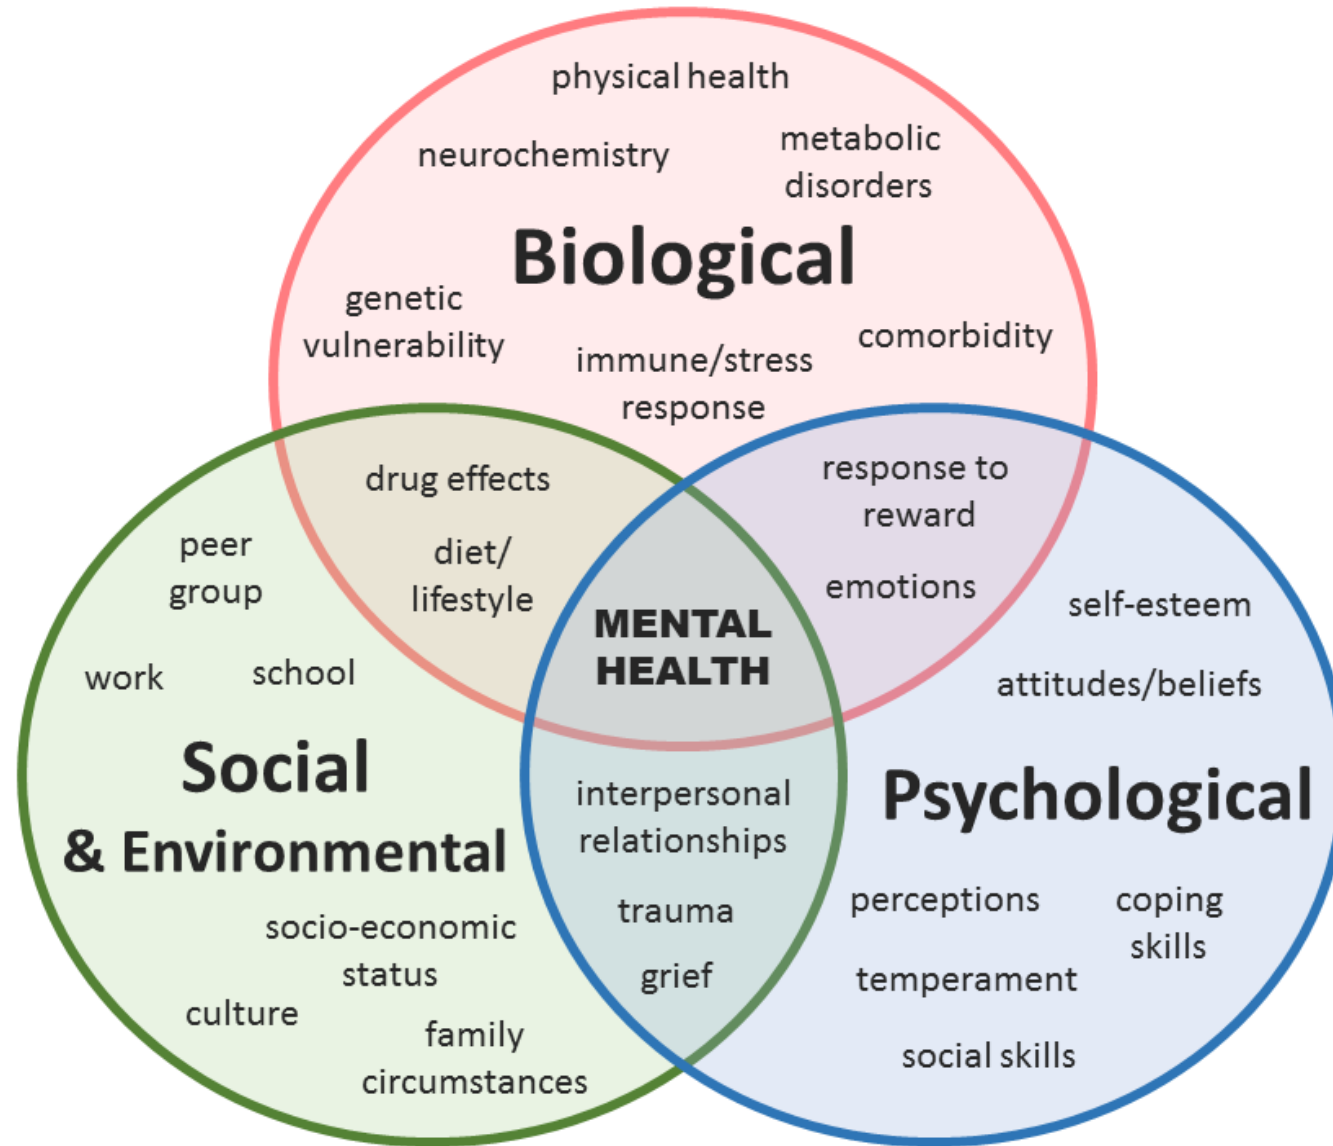 physical health
neurochemistry
metabolic
disorders
Biological
genetic
vulnerability
immune/stress
response
comorbidity
drug effects
diet/
lifestyle
response to
reward
emotions
MENTAL
HEALTH
peer
group
work
school
Social
& Environmental
socio-economic
status
culture
family
circumstances
interpersonal
relationships
trauma
grief
self-esteem
attitudes/beliefs
Psychological
perceptions
coping
skills
temperament
social skills